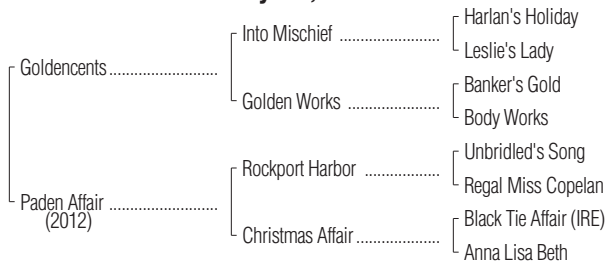 Harlan's Holiday
Into Mischief ....................
Leslie's Lady
Goldencents .....................
Banker's Gold
Golden Works ..................
Body Works
Unbridled's Song
Rockport Harbor ...............
Regal Miss Copelan
Paden Affair .....................
(2012)
Black Tie Affair (IRE)
Christmas Affair ................
Anna Lisa Beth